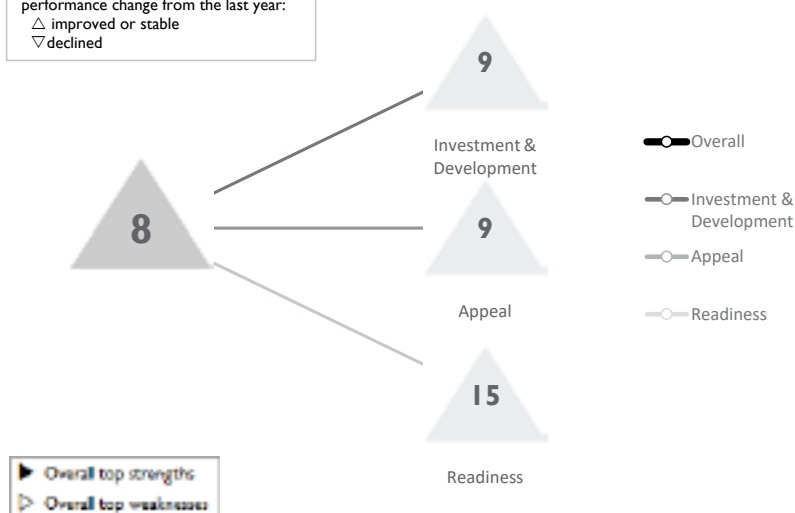 performance change from the last year:
△ improved or stable
▽ declined
9
Investment &
Development
8
9
Appeal
15
Readiness
Overall
Investment &
Development
Appeal
Readiness
▶ Overall top strengths
▷ Overall top weaknesses